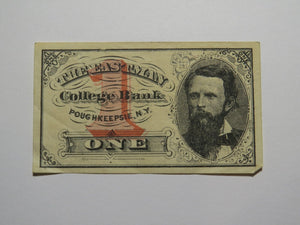 THE EASTMAN
College Bank
POUGHKEEPSIE, N.Y.
1
ONE